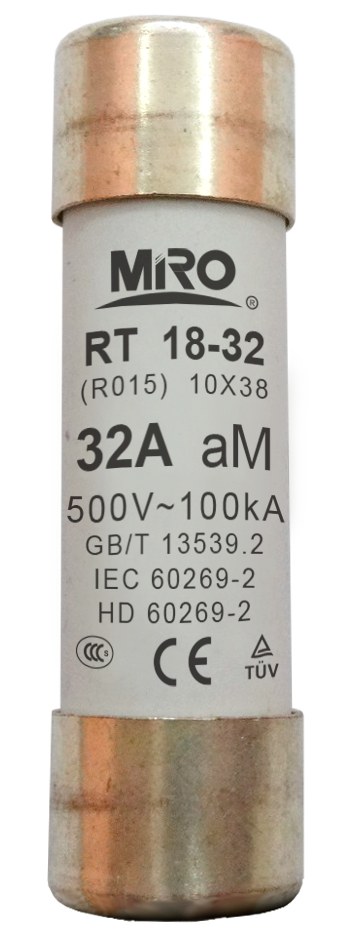 MIRO ®
RT 18-32
(R015) 10X38
32A aM
500V~100kA
GB/T 13539.2
IEC 60269-2
HD 60269-2
CCC S CE TÜV